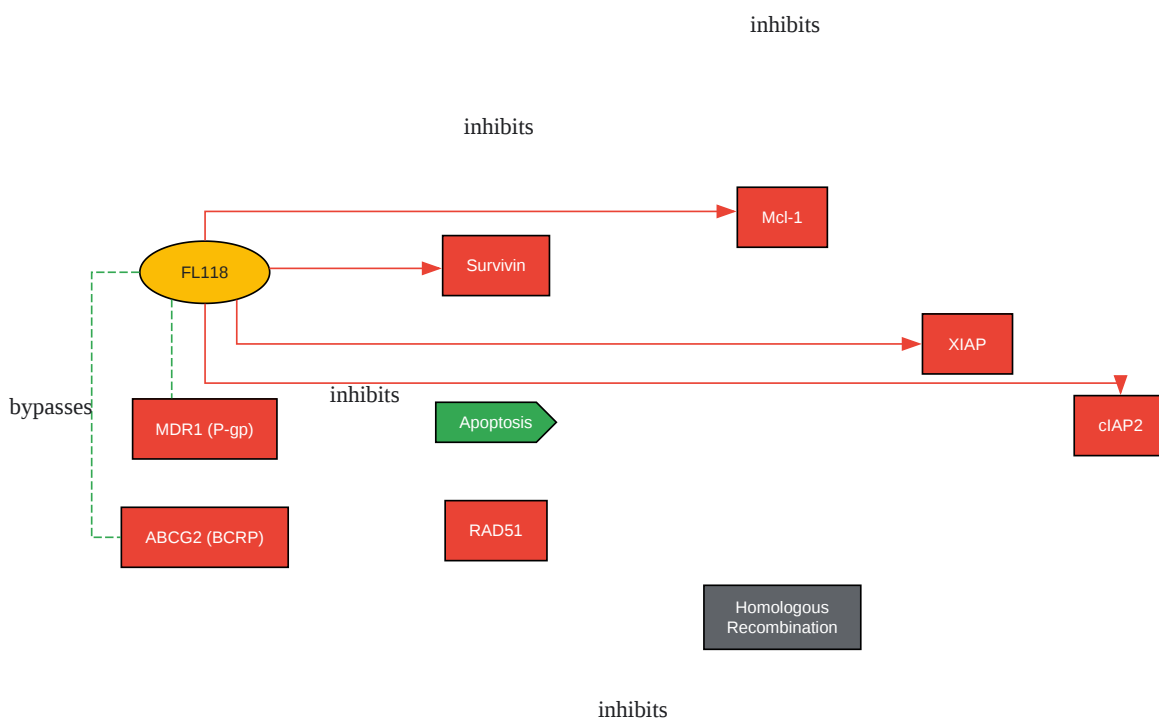 inhibits
inhibits
Mcl-1
Survivin
FL118
XIAP
inhibits
bypasses
Apoptosis
cIAP2
MDR1 (P-gp)
RAD51
ABCG2 (BCRP)
Homologous
Recombination
inhibits